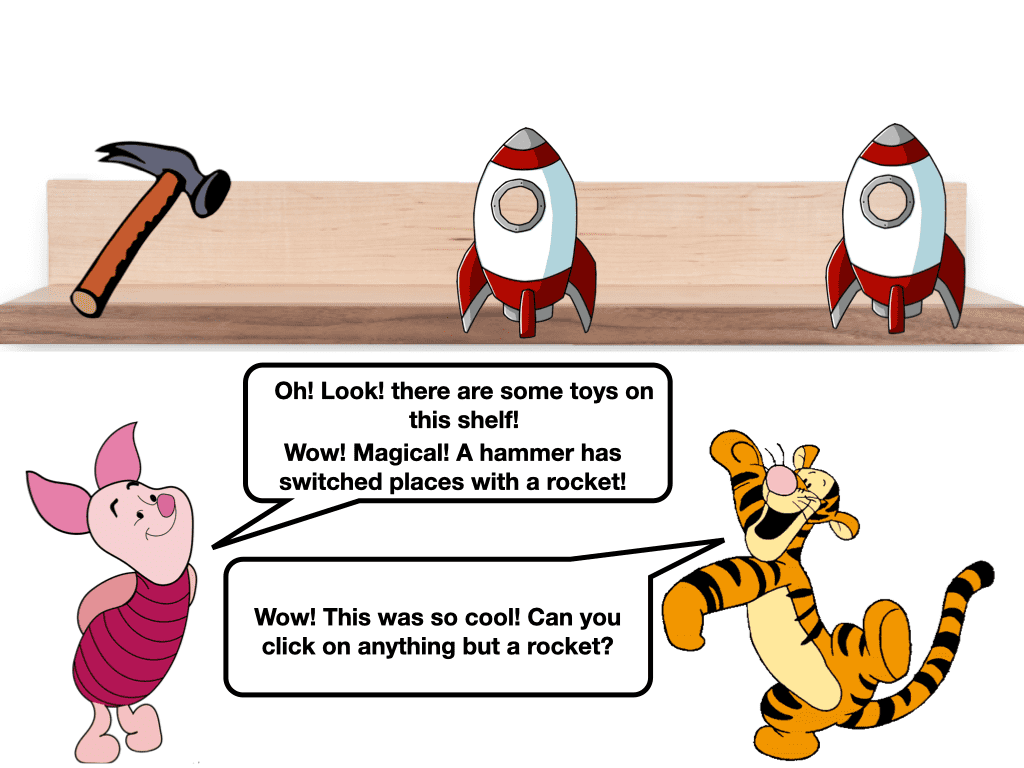 Oh! Look! there are some toys on
this shelf!
Wow! Magical! A hammer has
switched places with a rocket!
Wow! This was so cool! Can you
click on anything but a rocket?